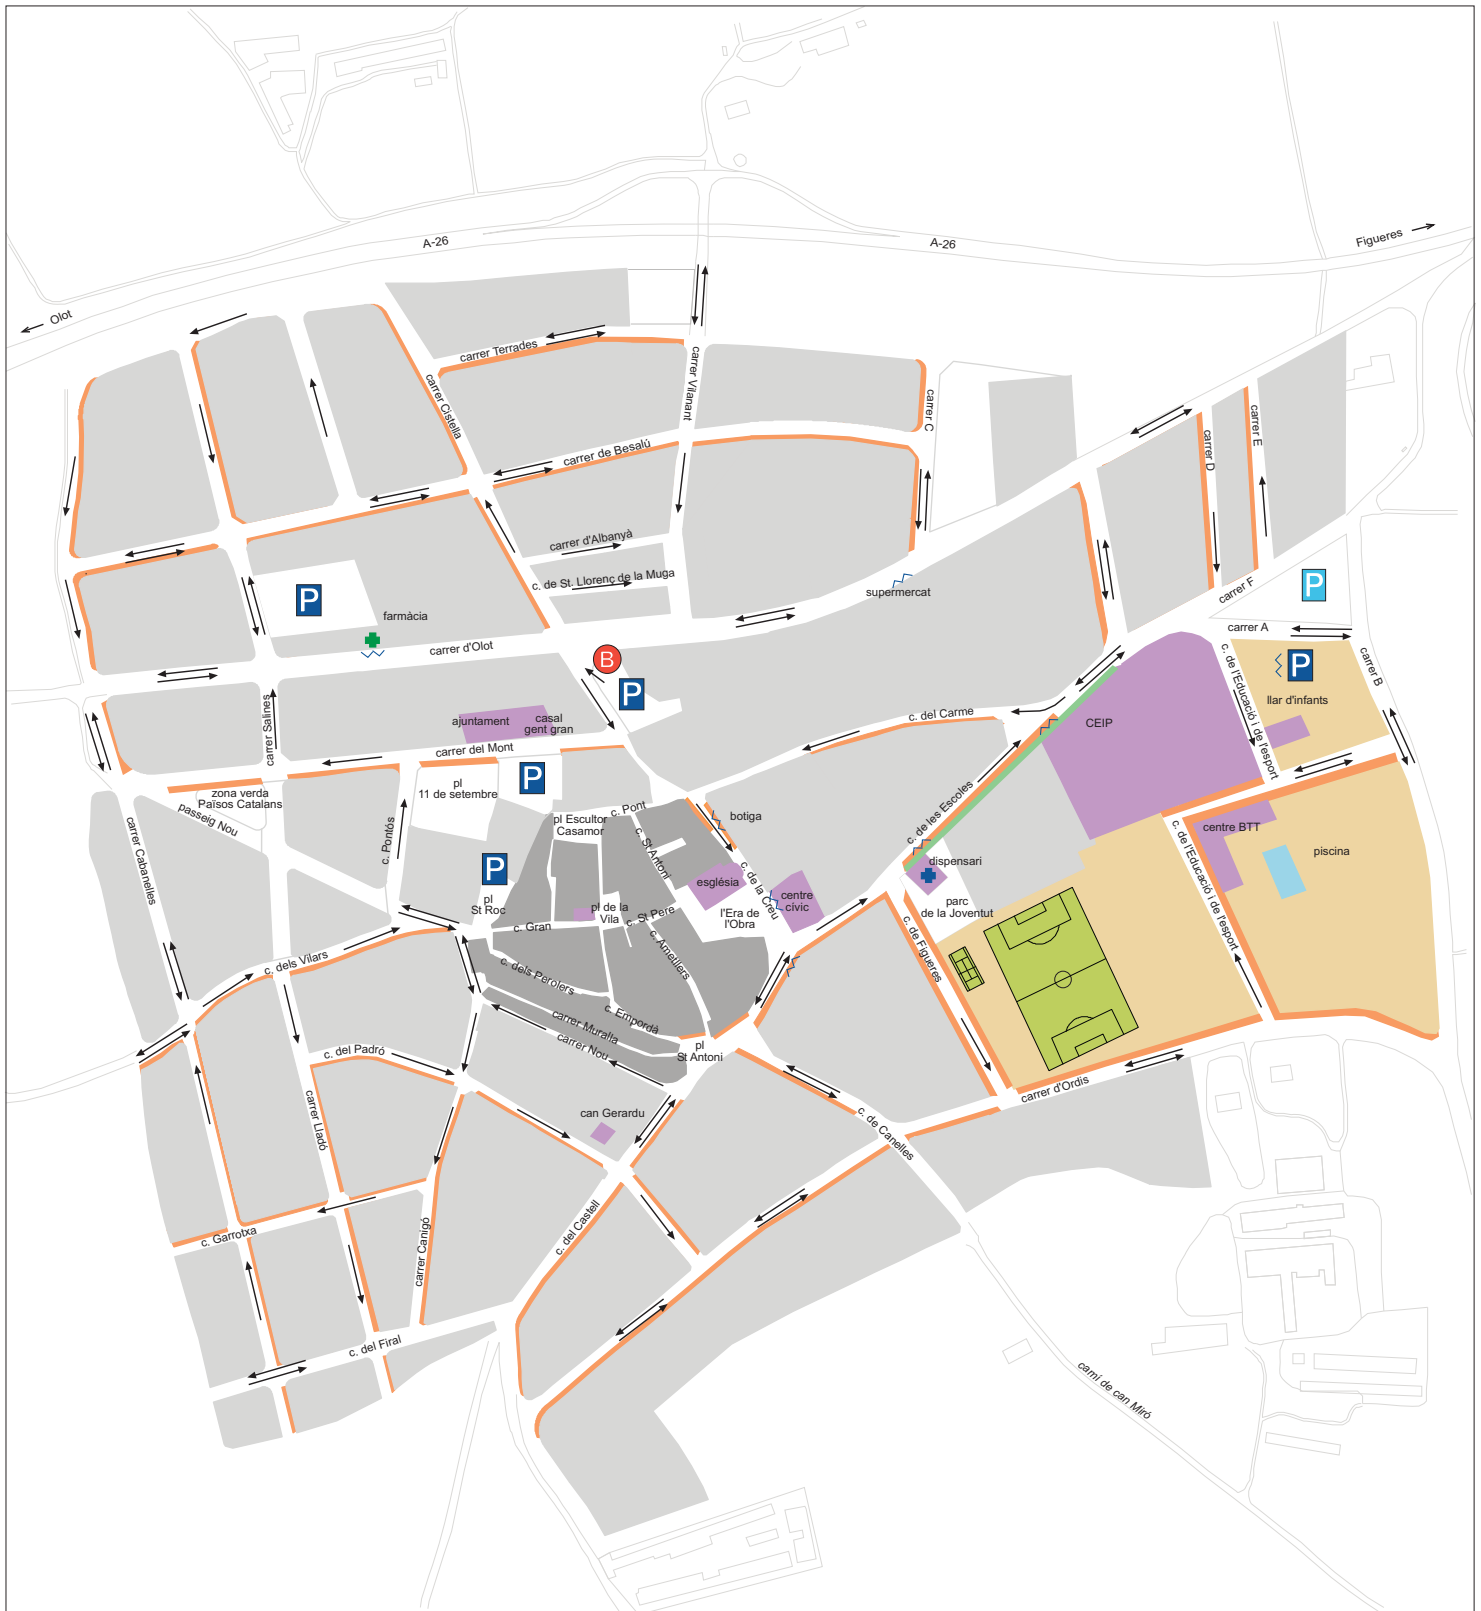 A-26
A-26
Figueres
Olot
carrer Terrades
carrer Vilanant
carrer Cistella
carrer C
carrer de Besalú
carrer D
carrer E
carrer d'Albanyà
c. de St. Llorenç de la Muga
supermercat
P
P
farmàcia
carrer F
carrer A
carrer d'Olot
B
P
P
c. de l'Educació i de l'esport
carrer B
llar d'infants
carrer Salines
ajuntament
casal
gent gran
c. del Carme
CEIP
carrer del Mont
zona verda
Països Catalans
passeig Nou
pl
11 de setembre
P
c. Pont
botiga
pl Escultor
Casamor
c. St Antoni
c. Pontós
carrer Cabanelles
c. de les Escoles
centre BTT
piscina
P
església
c. de la Creu
centre
cívic
dispensari
parc
de la Joventut
c. de l'Educació i de l'esport
pl
St Roc
pl de la
Vila
c. St Pere
l'Era de
l'Obra
c. Gran
c. Ametllers
c. de Figueres
c. dels Vilars
c. dels Perolers
c. Empordà
carrer Muralla
carrer Nou
pl
St Antoni
c. del Padró
carrer Lladó
can Gerardu
c. de Canelles
carrer d'Ordis
c. Garrotxa
carrer Canigó
c. del Castell
c. del Firal
camí de can Miró